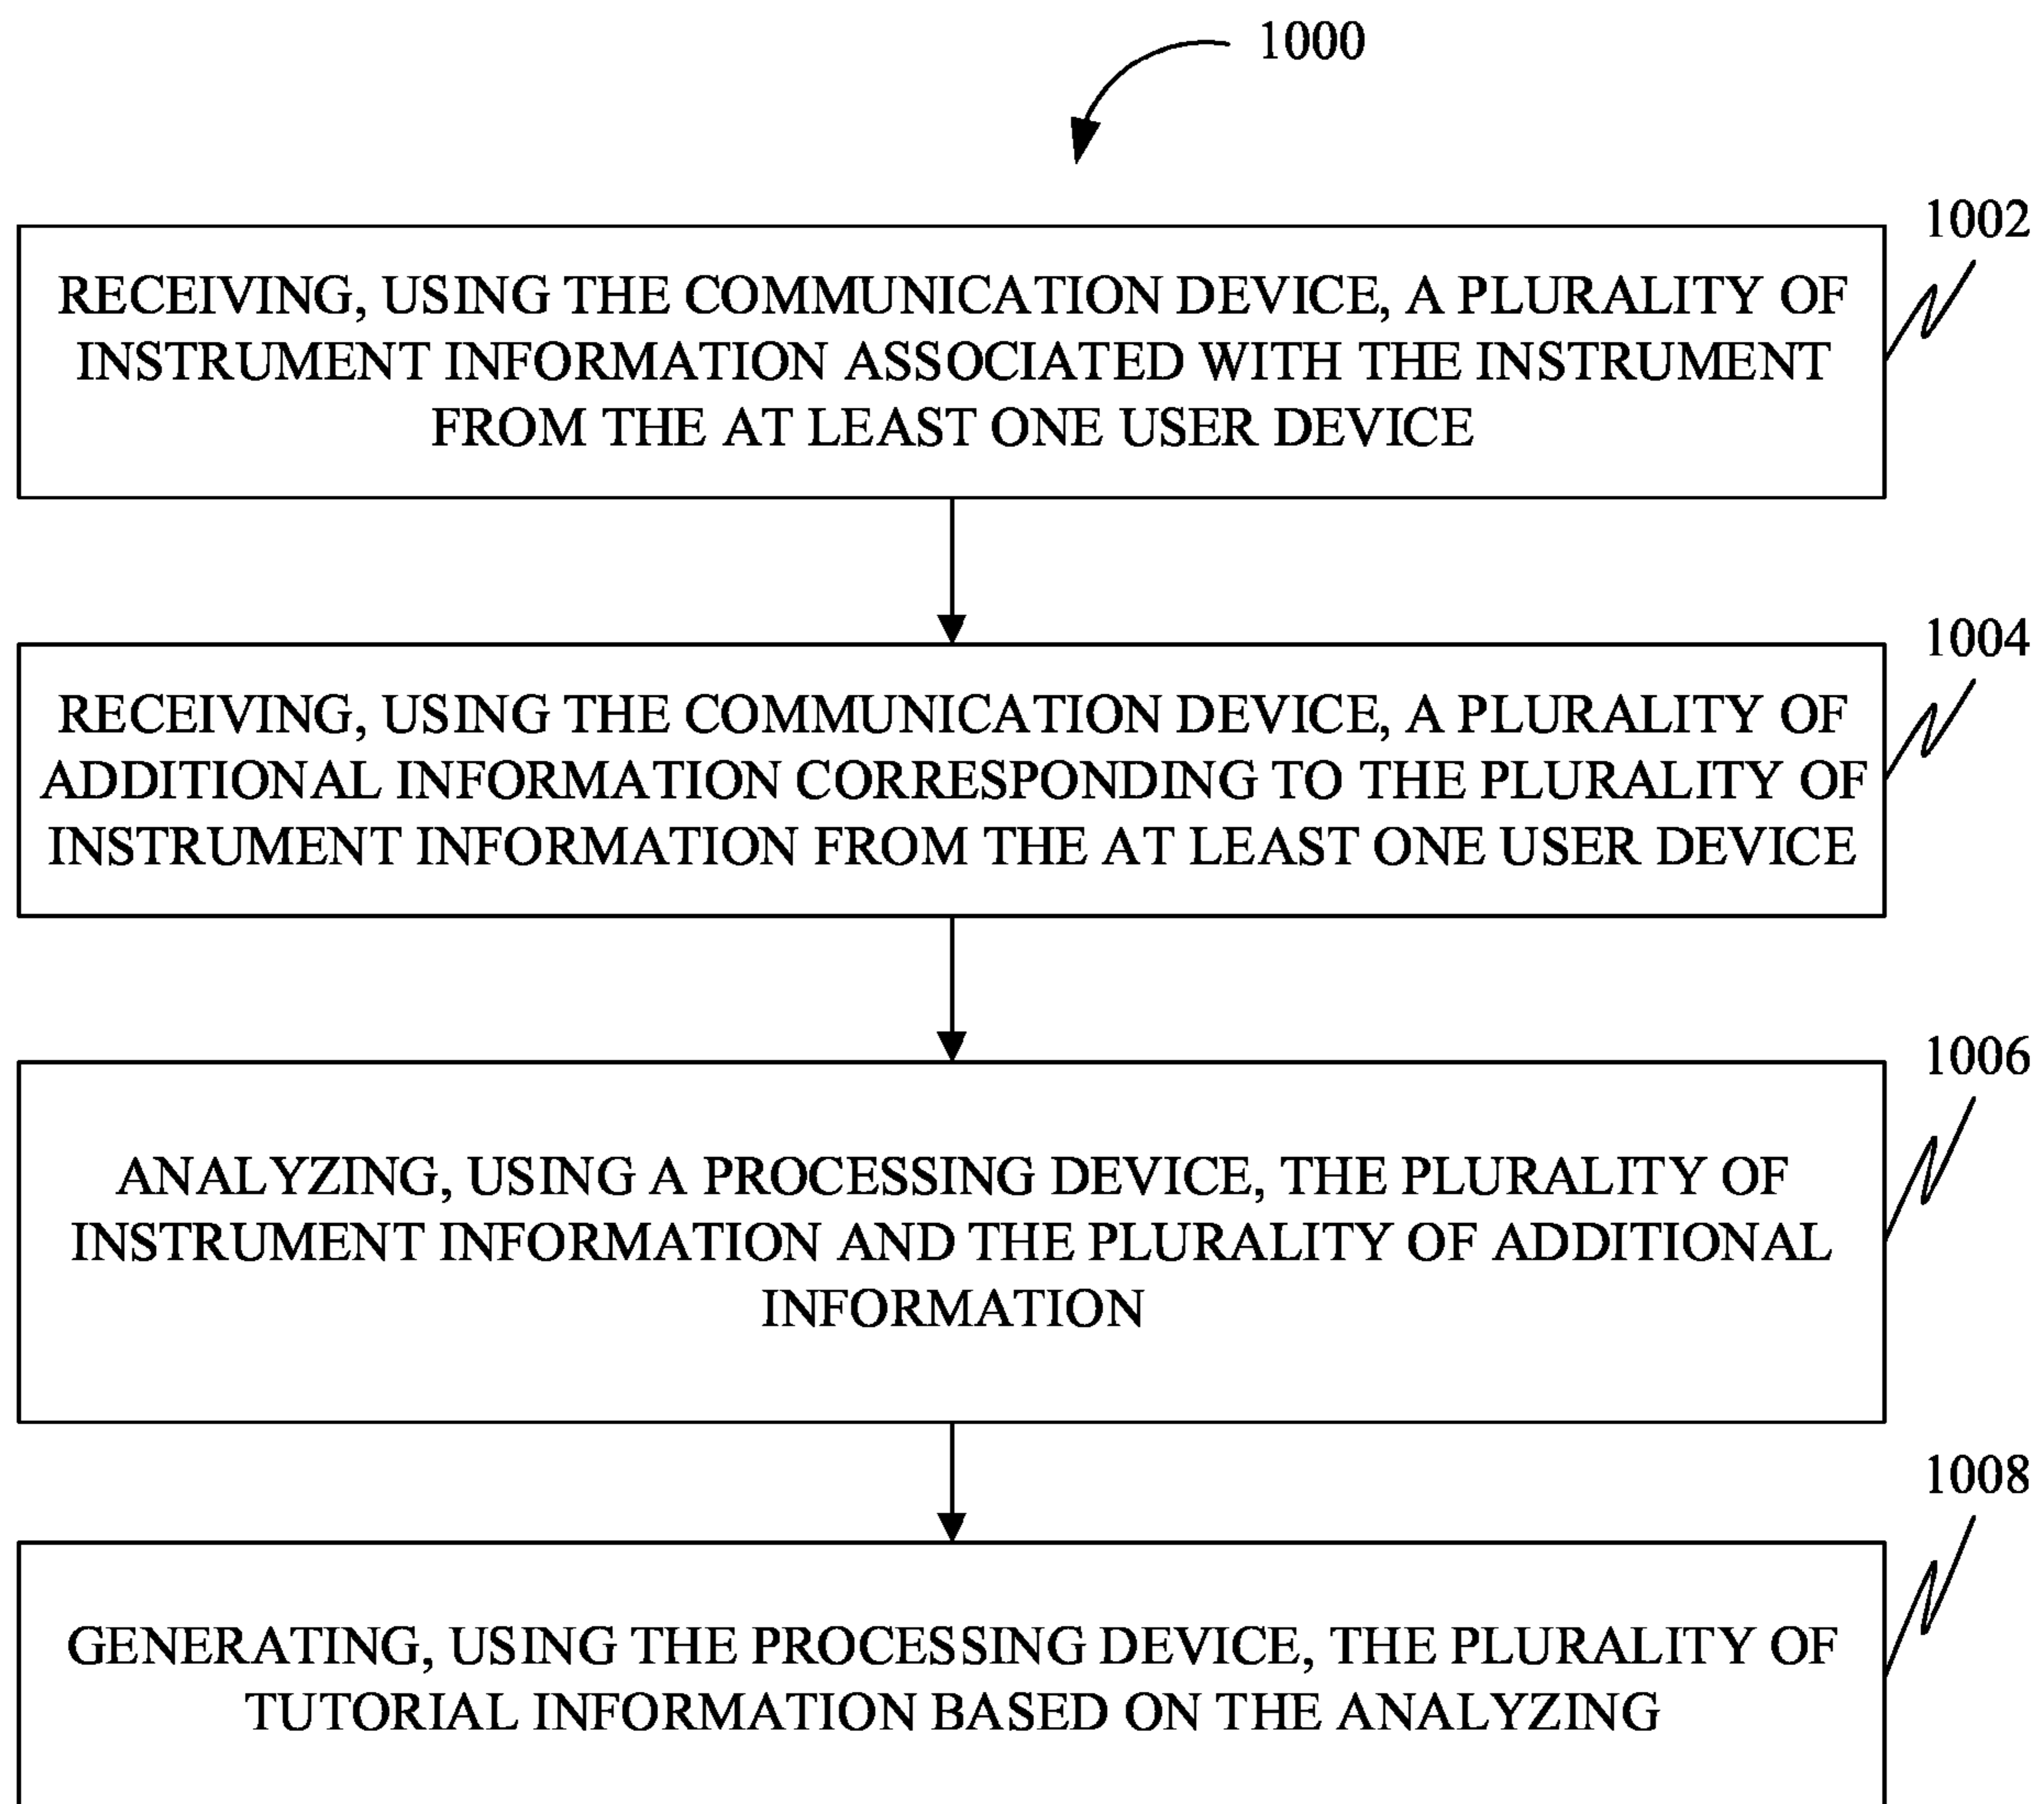 1000
1002
RECEIVING, USING THE COMMUNICATION DEVICE, A PLURALITY OF
INSTRUMENT INFORMATION ASSOCIATED WITH THE INSTRUMENT
FROM THE AT LEAST ONE USER DEVICE
1004
RECEIVING, USING THE COMMUNICATION DEVICE, A PLURALITY OF
ADDITIONAL INFORMATION CORRESPONDING TO THE PLURALITY OF
INSTRUMENT INFORMATION FROM THE AT LEAST ONE USER DEVICE
1006
ANALYZING, USING A PROCESSING DEVICE, THE PLURALITY OF
INSTRUMENT INFORMATION AND THE PLURALITY OF ADDITIONAL
INFORMATION
1008
GENERATING, USING THE PROCESSING DEVICE, THE PLURALITY OF
TUTORIAL INFORMATION BASED ON THE ANALYZING